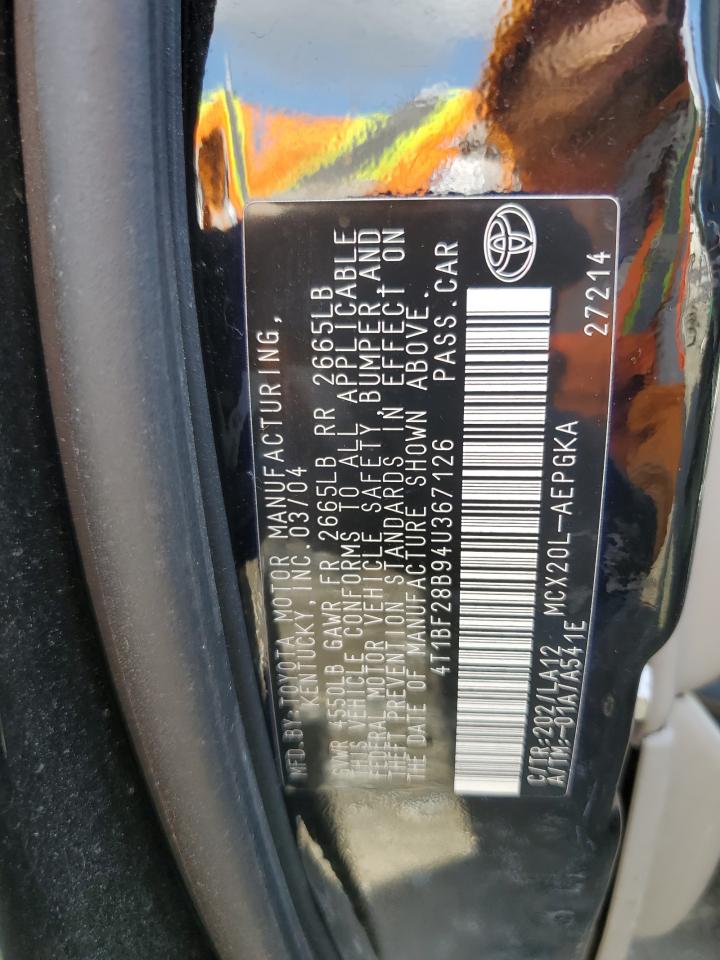 MFD.BY:TOYOTA MOTOR MANUFACTURING,
KENTUCKY, INC. 03/04
GVWR 4550LB GAWR FR 2665LB RR 2665LB
THIS VEHICLE CONFORMS TO ALL APPLICABLE
FEDERAL MOTOR VEHICLE SAFETY, BUMPER AND
THEFT PREVENTION STANDARDS IN EFFECT ON
THE DATE OF MANUFACTURE SHOWN ABOVE.
4T1BF28B94U367126 PASS.CAR
C/TR:202/LA12 MCX20L-AEPGKA
A/TM:-01A/A541E
27214